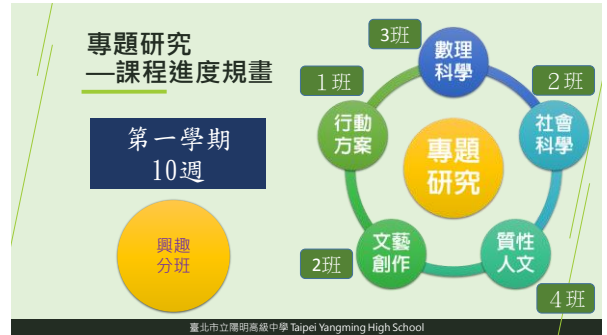 專題研究
—課程進度規畫
第一學期
10週
興趣
分班
3班
數理
科學
1班
2班
行動
方案
社會
科學
專題
研究
文藝
創作
質性
人文
2班
4班
臺北市立陽明高級中學 Taipei Yangming High School